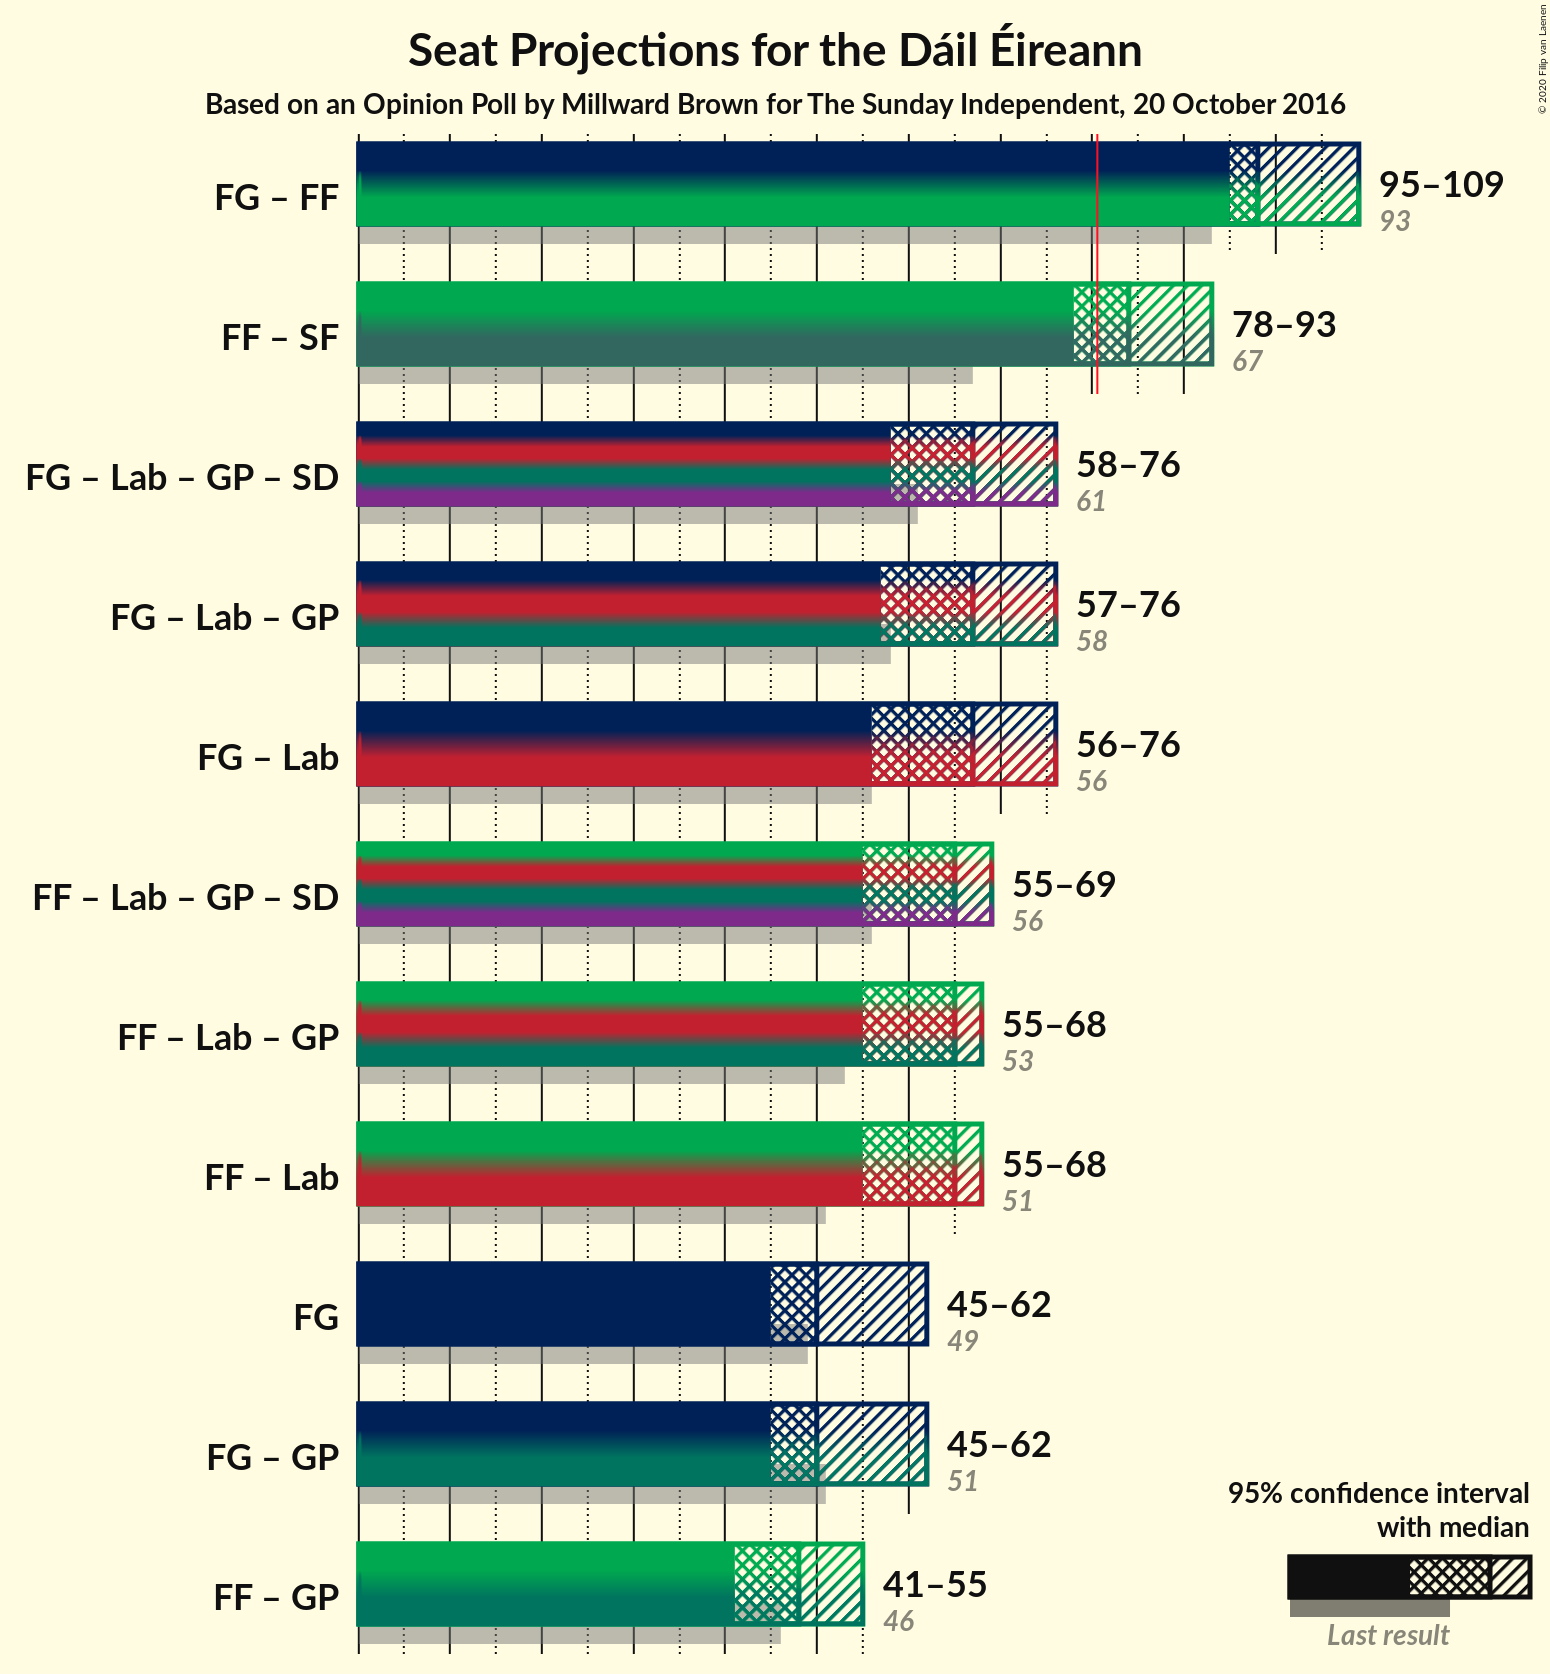 Seat Projections for the Dáil Éireann
Based on an Opinion Poll by Millward Brown for The Sunday Independent, 20 October 2016
© 2020 Filip van Laenen
FG – FF
95–109
93
FF – SF
78–93
67
FG – Lab – GP – SD
58–76
61
FG – Lab – GP
57–76
58
FG – Lab
56–76
56
FF – Lab – GP – SD
55–69
56
FF – Lab – GP
55–68
53
FF – Lab
55–68
51
FG
45–62
49
FG – GP
45–62
51
FF – GP
41–55
46
95% confidence interval
with median
Last result